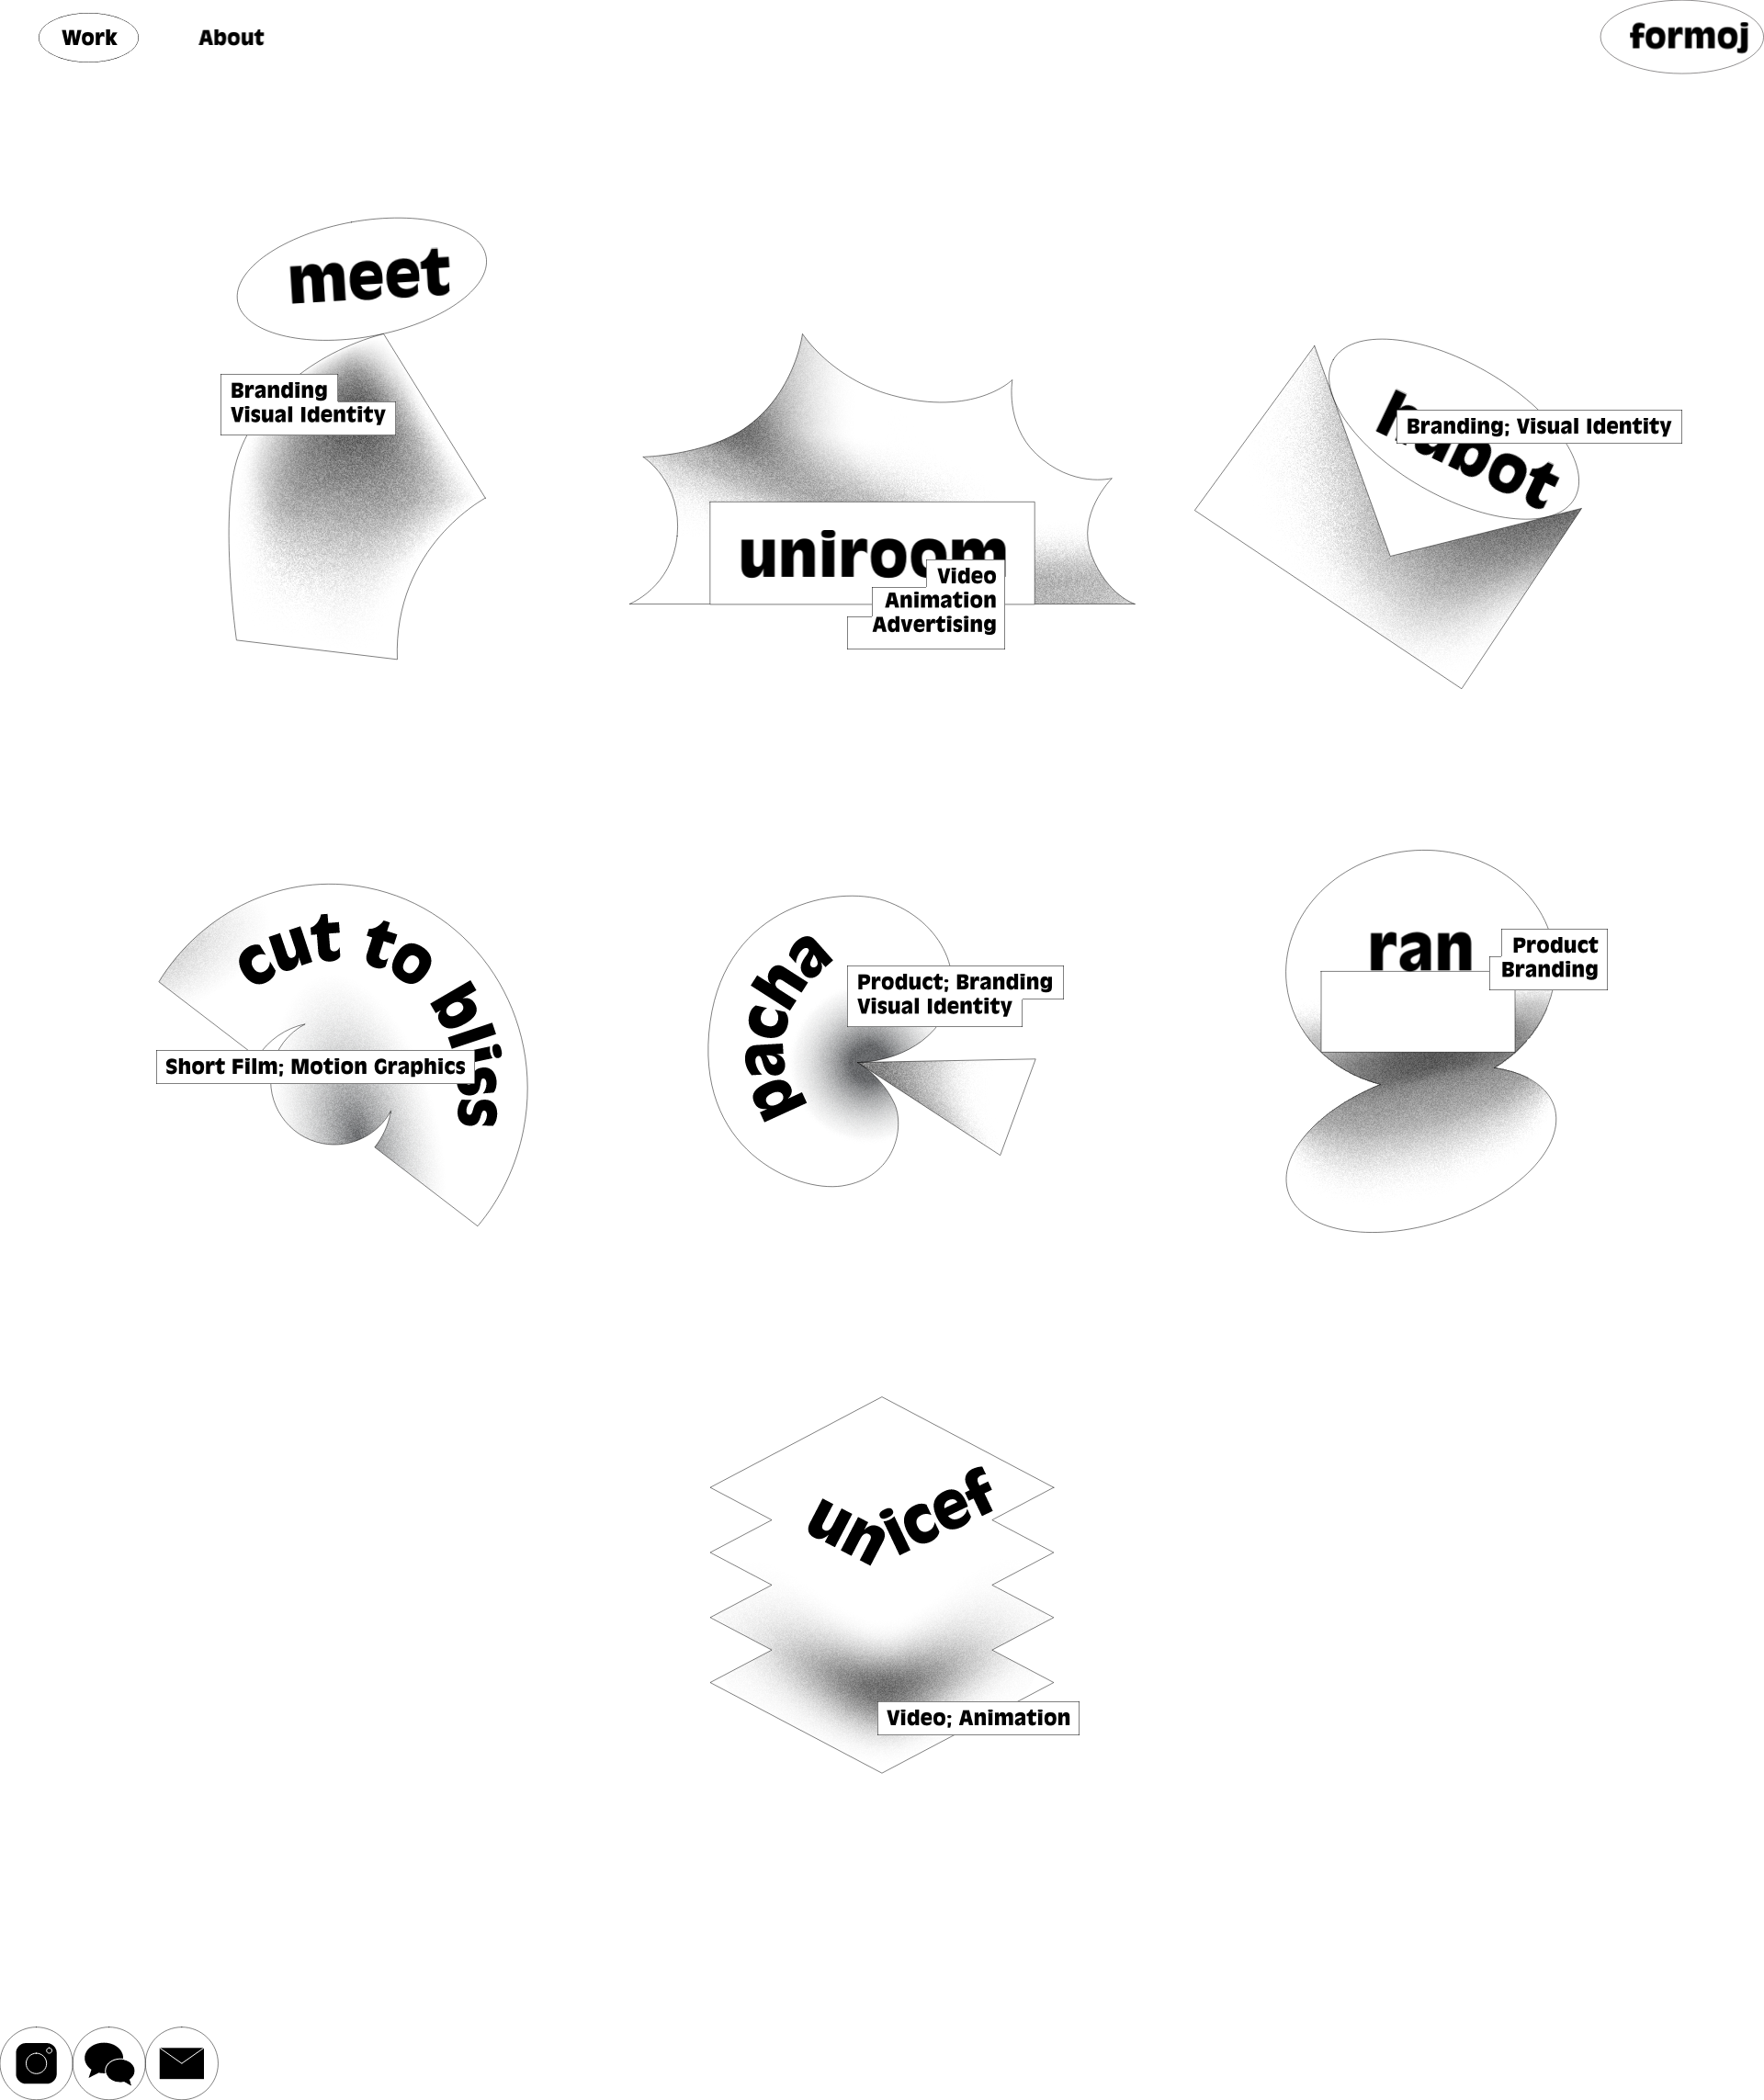 Work
About
formoj
meet
Branding
Visual Identity
uniroom
Video
Animation
Advertising
Branding; Visual Identity
cut to bliss
Short Film; Motion Graphics
pacha
Product; Branding
Visual Identity
ran
Product
Branding
unicef
Video; Animation